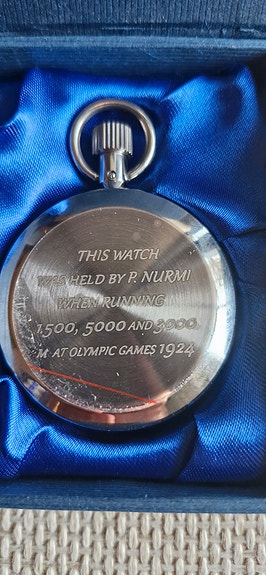 THIS WATCH
WAS HELD BY P. NURMI
WHEN RUNNING
1.500, 5000 AND 3000,
M AT OLYMPIC GAMES 1924